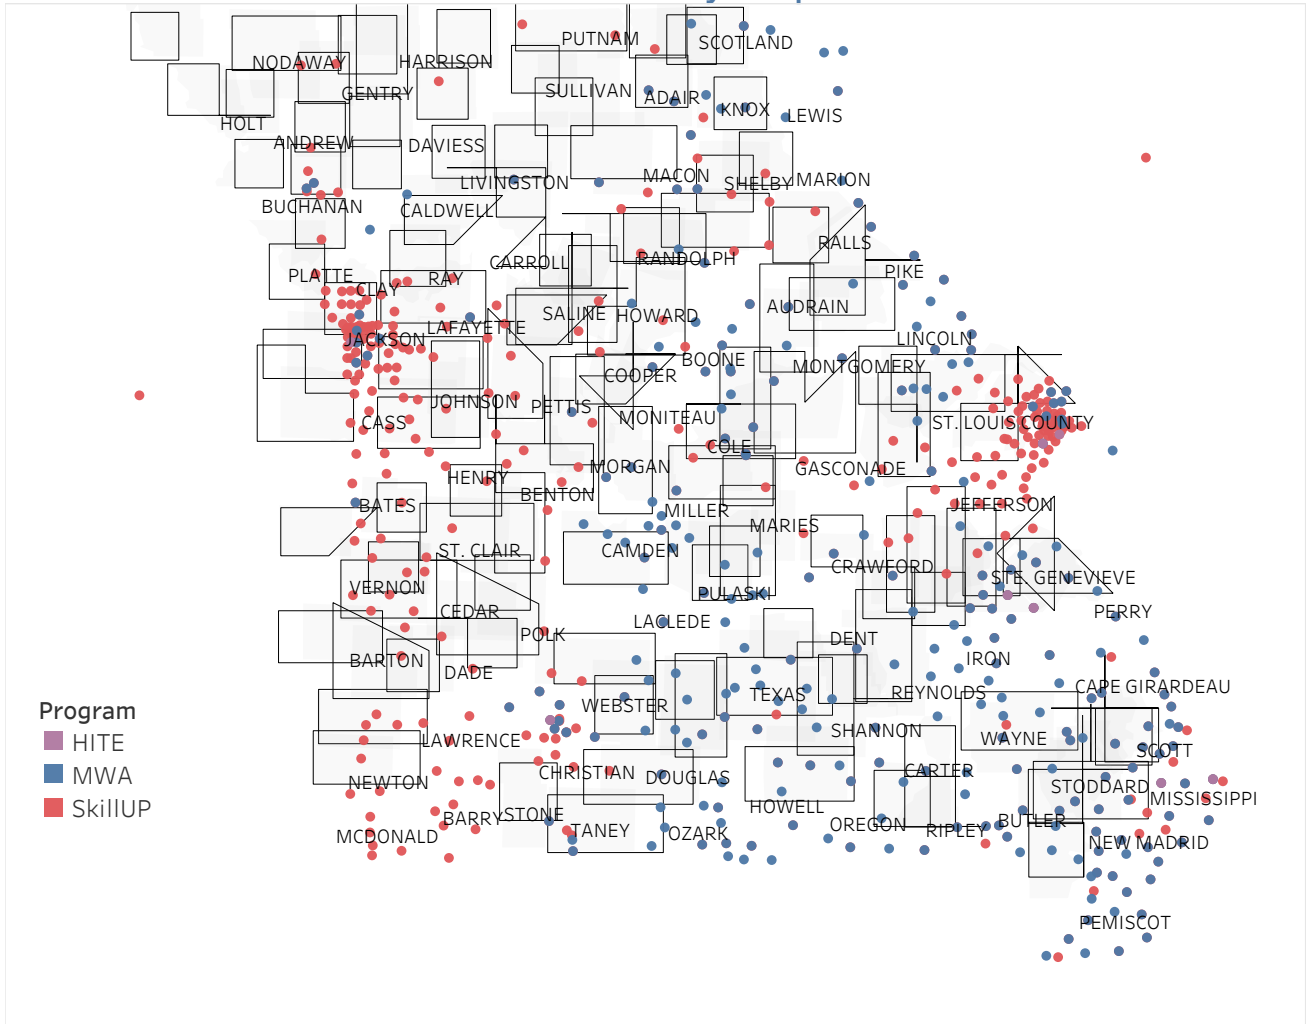 PUTNAM
SCOTLAND
NODAWAY
HARRISON
GENTRY
SULLIVAN
ADAIR
KNOX
LEWIS
HOLT
ANDREW
DAVIESS
LIVINGSTON
MACON
SHELBY
MARION
BUCHANAN
CALDWELL
RALLS
CARROLL
RANDOLPH
PIKE
PLATTE
CLAY
RAY
SALINE
HOWARD
AUDRAIN
LAFAYETTE
JACKSON
LINCOLN
BOONE
MONTGOMERY
COOPER
JOHNSON
PETTIS
MONITEAU
CASS
ST. LOUIS COUNTY
COLE
GASCONADE
HENRY
MORGAN
BENTON
BATES
MILLER
JEFFERSON
MARIES
ST. CLAIR
CAMDEN
CRAWFORD
STE. GENEVIEVE
VERNON
PULASKI
CEDAR
PERRY
LACLEDE
POLK
DENT
BARTON
DADE
IRON
CAPE GIRARDEAU
TEXAS
REYNOLDS
WEBSTER
Program
HITE
MWA
SkillUP
LAWRENCE
SHANNON
WAYNE
SCOTT
NEWTON
CHRISTIAN
DOUGLAS
CARTER
STODDARD
MISSISSIPPI
HOWELL
BARRY
STONE
TANEY
OZARK
OREGON
RIPLEY
BUTLER
MCDONALD
NEW MADRID
PEMISCOT